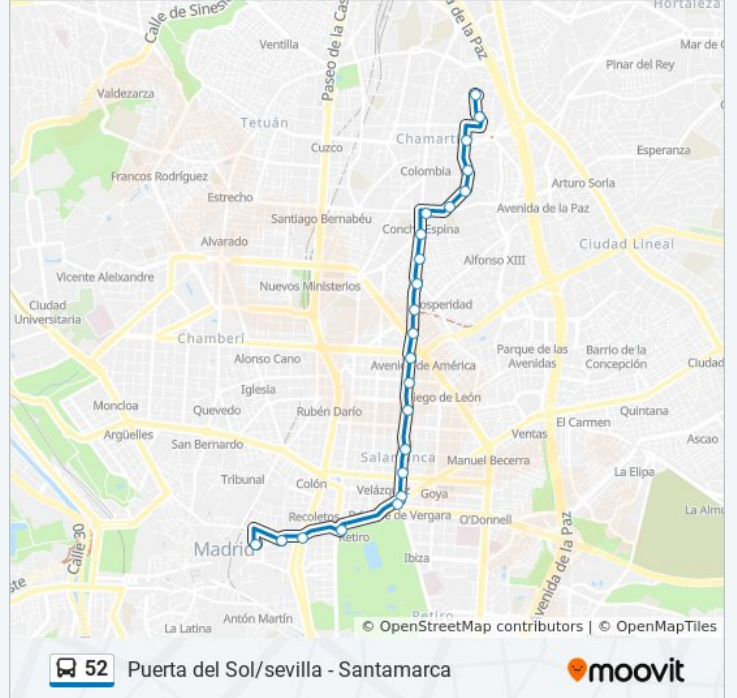 Hortaleza
Calle de Sinesi
Ventilla
Paseo de la Cas
de la Paz
Mar de C
Pinar del Rey
Valdezarza
Tetuán
Chamartí
Cuzco
Esperanza
Colombia
Francos Rodríguez
Arturo Soria
Estrecho
Avenida de la Paz
Santiago Bernabéu
Concha Espina
Alvarado
Ciudad Lineal
Alfonso XIII
Vicente Aleixandre
Nuevos Ministerios
Ciudad
Universitaria
rosperidad
Chamberí
Parque de las
Avenidas
Barrio de la
Concepción
Alonso Cano
Avenida de América
Ciudad
Iglesia
Diego de León
Moncloa
Quevedo
Rubén Darío
Quintana
El Carmen
Argüelles
San Bernardo
Ventas
Ascao
Salamanca
Manuel Becerra
La Elipa
Tribunal
Colón
Velázquez
Goya
La Almu
Recoletos
Príncipe de Vergara
O'Donnell
Retiro
Madrid
Calle 30
Ibiza
venida de la Paz
ste
Antón Martín
Retiro
La Latina
© OpenStreetMap contributors | © OpenMapTiles
52 Puerta del Sol/sevilla - Santamarca
moovit